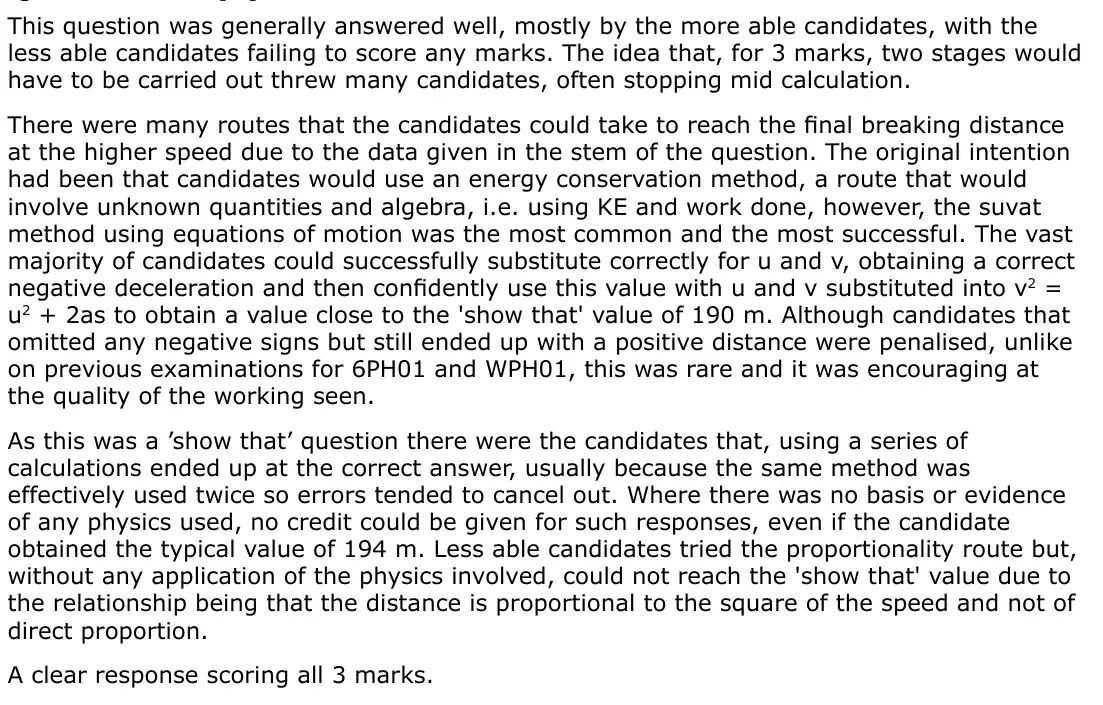 This question was generally answered well, mostly by the more able candidates, with the
less able candidates failing to score any marks. The idea that, for 3 marks, two stages would
have to be carried out threw many candidates, often stopping mid calculation.
There were many routes that the candidates could take to reach the final breaking distance
at the higher speed due to the data given in the stem of the question. The original intention
had been that candidates would use an energy conservation method, a route that would
involve unknown quantities and algebra, i.e. using KE and work done, however, the suvat
method using equations of motion was the most common and the most successful. The vast
majority of candidates could successfully substitute correctly for u and v, obtaining a correct
negative deceleration and then confidently use this value with u and v substituted into v² =
u² + 2as to obtain a value close to the 'show that' value of 190 m. Although candidates that
omitted any negative signs but still ended up with a positive distance were penalised, unlike
on previous examinations for 6PH01 and WPH01, this was rare and it was encouraging at
the quality of the working seen.
As this was a ’show that’ question there were the candidates that, using a series of
calculations ended up at the correct answer, usually because the same method was
effectively used twice so errors tended to cancel out. Where there was no basis or evidence
of any physics used, no credit could be given for such responses, even if the candidate
obtained the typical value of 194 m. Less able candidates tried the proportionality route but,
without any application of the physics involved, could not reach the 'show that' value due to
the relationship being that the distance is proportional to the square of the speed and not of
direct proportion.
A clear response scoring all 3 marks.